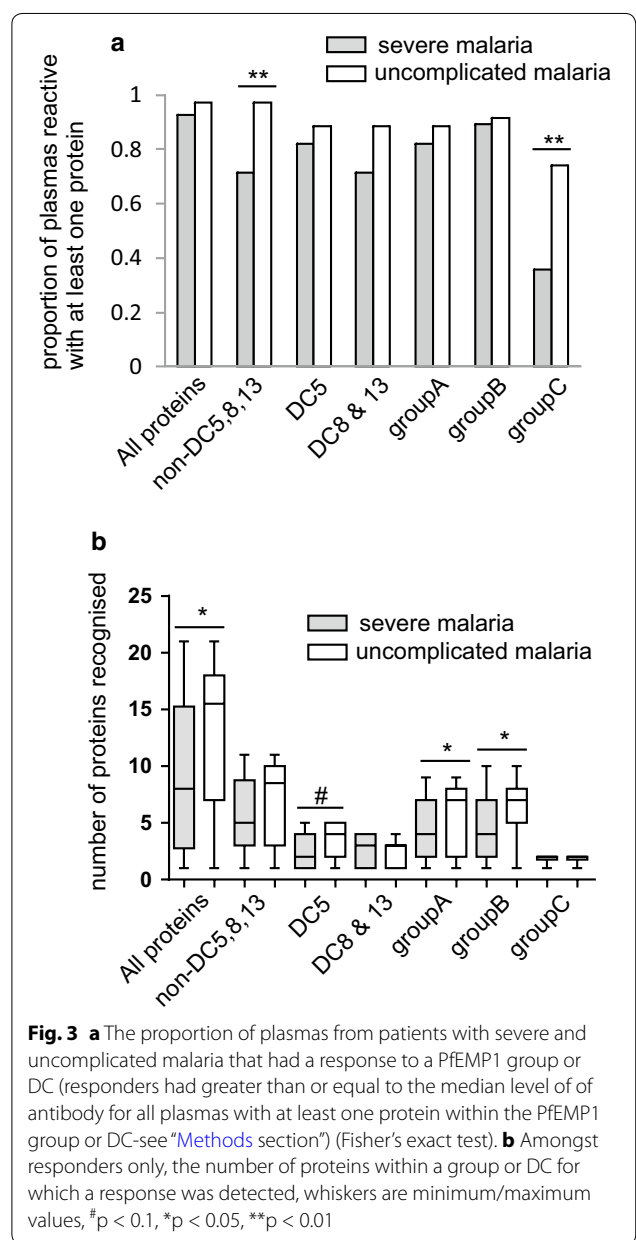 a
severe malaria
uncomplicated malaria
proportion of plasmas reactive
with at least one protein
**
**
1
0.8
0.6
0.4
0.2
0
All proteins
non-DC5,8,13
DC5
DC8 & 13
groupA
groupB
groupC
b
number of proteins recognised
25
20
15
10
5
0
severe malaria
uncomplicated malaria
*
#
*
*
All proteins
non-DC5,8,13
DC5
DC8 & 13
groupA
groupB
groupC
Fig. 3 a The proportion of plasmas from patients with severe and
uncomplicated malaria that had a response to a PfEMP1 group or
DC (responders had greater than or equal to the median level of of
antibody for all plasmas with at least one protein within the PfEMP1
group or DC-see “Methods section”) (Fisher’s exact test). b Amongst
responders only, the number of proteins within a group or DC for
which a response was detected, whiskers are minimum/maximum
values, #p < 0.1, *p < 0.05, **p < 0.01